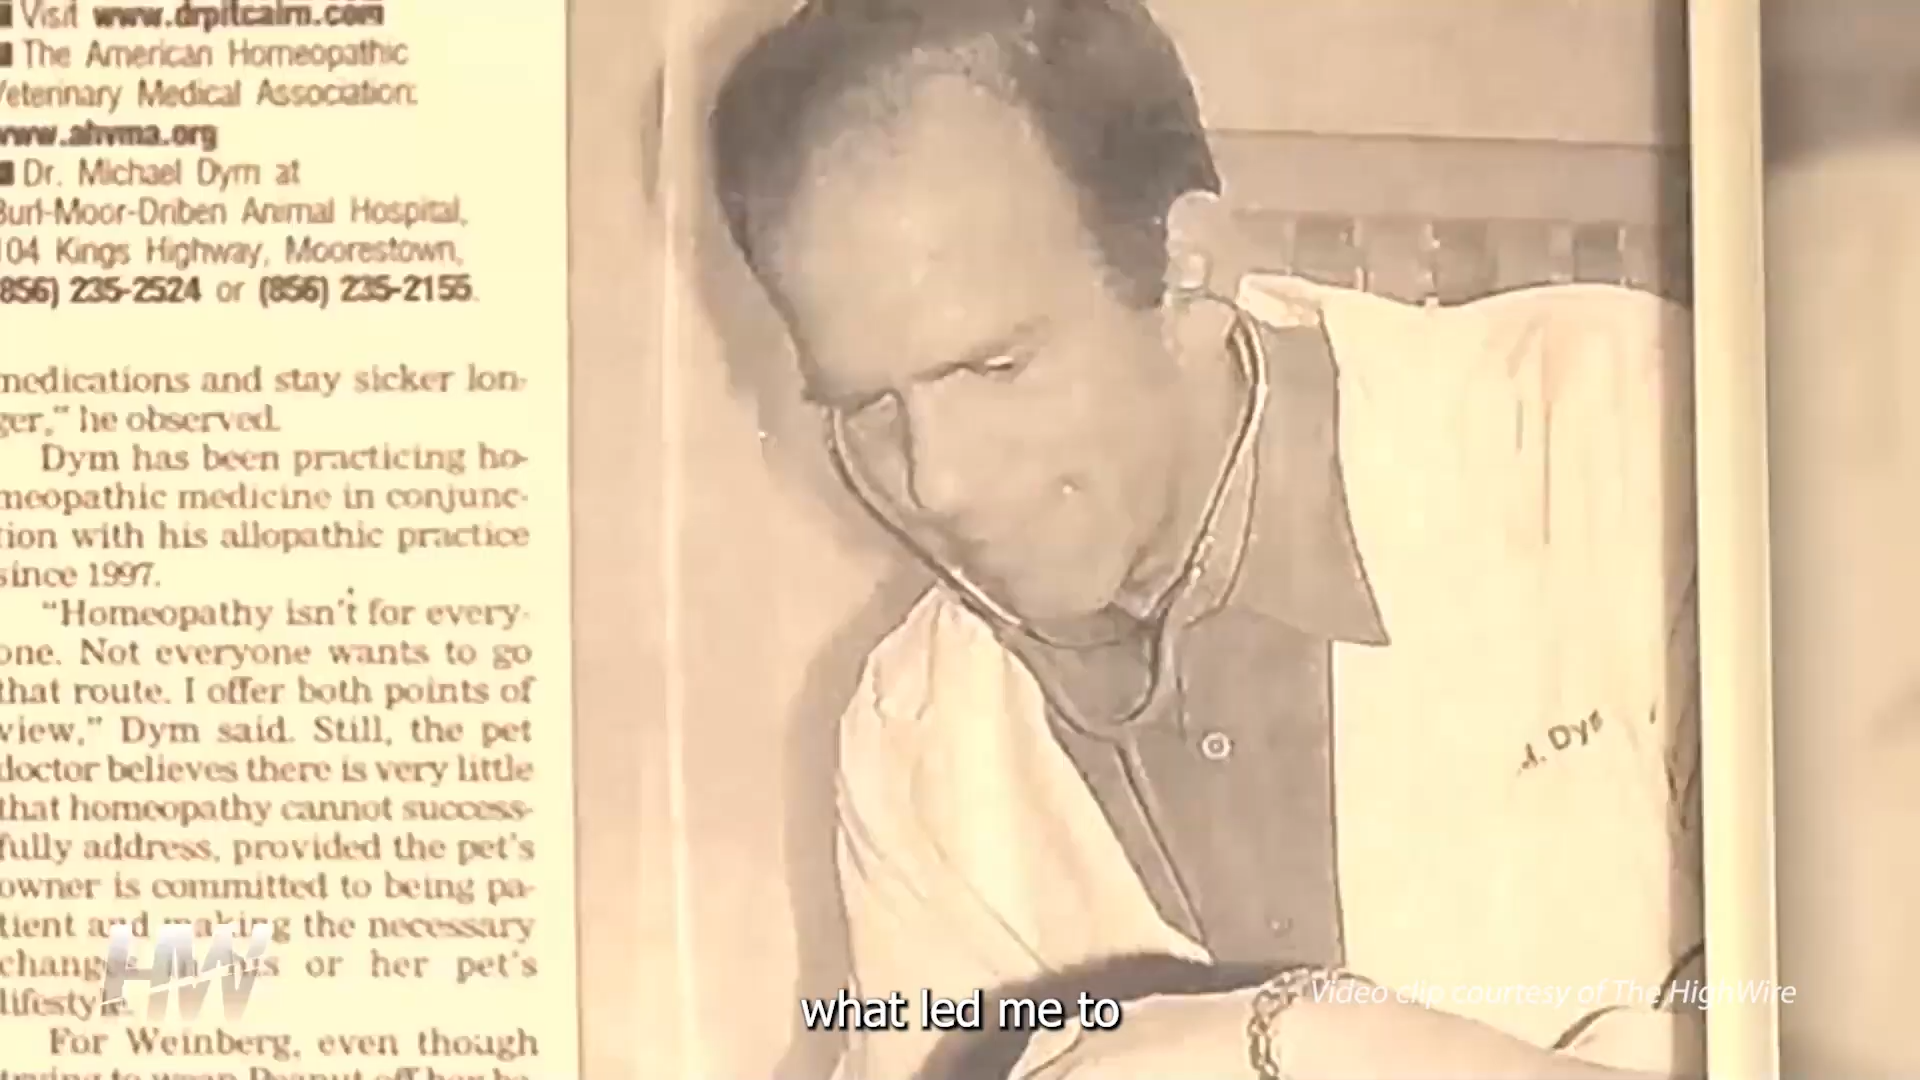 Visit www.drpitcairn.com
The American Homeopathic
Veterinary Medical Association:
www.ahvma.org
Dr. Michael Dym at
Burl-Moor-Driben Animal Hospital,
104 Kings Highway, Moorestown,
(856) 235-2524 or (856) 235-2155.
medications and stay sicker lon-
ger," he observed.
Dym has been practicing ho-
meopathic medicine in conjunc-
tion with his allopathic practice
since 1997.
"Homeopathy isn't for every-
one. Not everyone wants to go
that route. I offer both points of
view," Dym said. Still, the pet
doctor believes there is very little
that homeopathy cannot success-
fully address, provided the pet's
owner is committed to being pa-
tient and making the necessary
changes in his or her pet's
lifestyle.
For Weinberg, even though
Peanut off her
Dym
HW
what led me to
Video clip courtesy of The HighWire